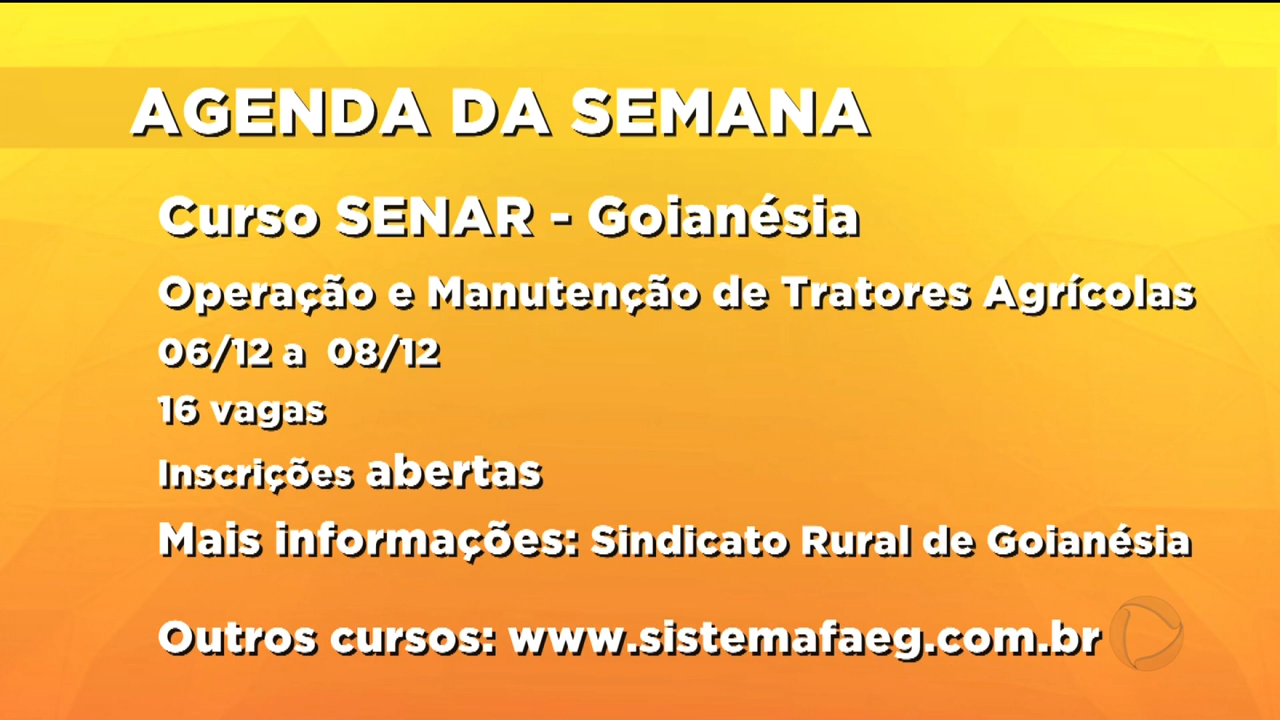 AGENDA DA SEMANA
Curso SENAR - Goianésia
Operação e Manutenção de Tratores Agrícolas
06/12 a 08/12
16 vagas
Inscrições abertas
Mais informações: Sindicato Rural de Goianésia
Outros cursos: www.sistemafaeg.com.br